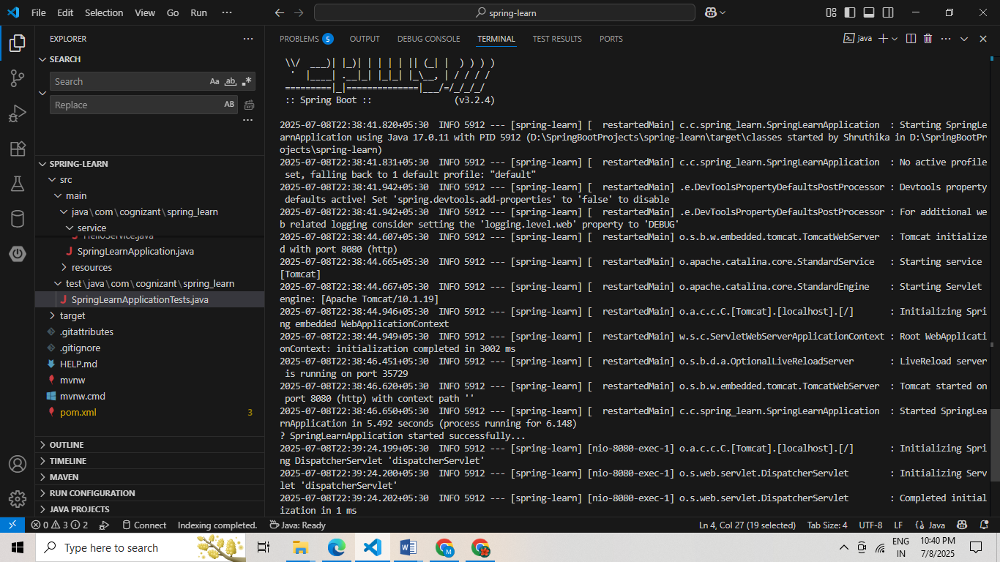 File Edit Selection View Go Run ··· spring-learn
EXPLORER
SEARCH
Search Aa ab .*
Replace AB
SPRING-LEARN
src
main
java\com\cognizant\spring_learn
service
HelloService.java
SpringLearnApplication.java
resources
test\java\com\cognizant\spring_learn
SpringLearnApplicationTests.java
target
.gitattributes
.gitignore
HELP.md
mvnw
mvnw.cmd
pom.xml 3
OUTLINE
TIMELINE
MAVEN
RUN CONFIGURATION
JAVA PROJECTS
PROBLEMS 5 OUTPUT DEBUG CONSOLE TERMINAL TEST RESULTS PORTS java
 \\/  ___)| |_)| | | | | || (_| |  ) ) ) )
  '  |____| .__|_| |_|_| |_\__, | / / / /
 =========|_|==============|___/=/_/_/_/
 :: Spring Boot ::                (v3.2.4)
2025-07-08T22:38:41.820+05:30  INFO 5912 --- [spring-learn] [  restartedMain] c.c.spring_learn.SpringLearnApplication  : Starting SpringLe
arnApplication using Java 17.0.11 with PID 5912 (D:\SpringBootProjects\spring-learn\target\classes started by Shruthika in D:\SpringBootPr
ojects\spring-learn)
2025-07-08T22:38:41.831+05:30  INFO 5912 --- [spring-learn] [  restartedMain] c.c.spring_learn.SpringLearnApplication  : No active profile
 set, falling back to 1 default profile: "default"
2025-07-08T22:38:41.942+05:30  INFO 5912 --- [spring-learn] [  restartedMain] .e.DevToolsPropertyDefaultsPostProcessor : Devtools property
 defaults active! Set 'spring.devtools.add-properties' to 'false' to disable
2025-07-08T22:38:41.942+05:30  INFO 5912 --- [spring-learn] [  restartedMain] .e.DevToolsPropertyDefaultsPostProcessor : For additional we
b related logging consider setting the 'logging.level.web' property to 'DEBUG'
2025-07-08T22:38:44.607+05:30  INFO 5912 --- [spring-learn] [  restartedMain] o.s.b.w.embedded.tomcat.TomcatWebServer  : Tomcat initialize
d with port 8080 (http)
2025-07-08T22:38:44.665+05:30  INFO 5912 --- [spring-learn] [  restartedMain] o.apache.catalina.core.StandardService   : Starting service
[Tomcat]
2025-07-08T22:38:44.667+05:30  INFO 5912 --- [spring-learn] [  restartedMain] o.apache.catalina.core.StandardEngine    : Starting Servlet
engine: [Apache Tomcat/10.1.19]
2025-07-08T22:38:44.946+05:30  INFO 5912 --- [spring-learn] [  restartedMain] o.a.c.c.C.[Tomcat].[localhost].[/]       : Initializing Spri
ng embedded WebApplicationContext
2025-07-08T22:38:44.949+05:30  INFO 5912 --- [spring-learn] [  restartedMain] w.s.c.ServletWebServerApplicationContext : Root WebApplicati
onContext: initialization completed in 3002 ms
2025-07-08T22:38:46.451+05:30  INFO 5912 --- [spring-learn] [  restartedMain] o.s.b.d.a.OptionalLiveReloadServer       : LiveReload server
 is running on port 35729
2025-07-08T22:38:46.620+05:30  INFO 5912 --- [spring-learn] [  restartedMain] o.s.b.w.embedded.tomcat.TomcatWebServer  : Tomcat started on
 port 8080 (http) with context path ''
2025-07-08T22:38:46.650+05:30  INFO 5912 --- [spring-learn] [  restartedMain] c.c.spring_learn.SpringLearnApplication  : Started SpringLea
rnApplication in 5.492 seconds (process running for 6.148)
? SpringLearnApplication started successfully...
2025-07-08T22:39:24.199+05:30  INFO 5912 --- [spring-learn] [nio-8080-exec-1] o.a.c.c.C.[Tomcat].[localhost].[/]       : Initializing Spri
ng DispatcherServlet 'dispatcherServlet'
2025-07-08T22:39:24.200+05:30  INFO 5912 --- [spring-learn] [nio-8080-exec-1] o.s.web.servlet.DispatcherServlet        : Initializing Serv
let 'dispatcherServlet'
2025-07-08T22:39:24.202+05:30  INFO 5912 --- [spring-learn] [nio-8080-exec-1] o.s.web.servlet.DispatcherServlet        : Completed initial
ization in 1 ms
0 3 2 Connect Indexing completed. Java: Ready Ln 4, Col 27 (19 selected) Tab Size: 4 UTF-8 LF {} Java
Type here to search ENG IN 10:40 PM 7/8/2025